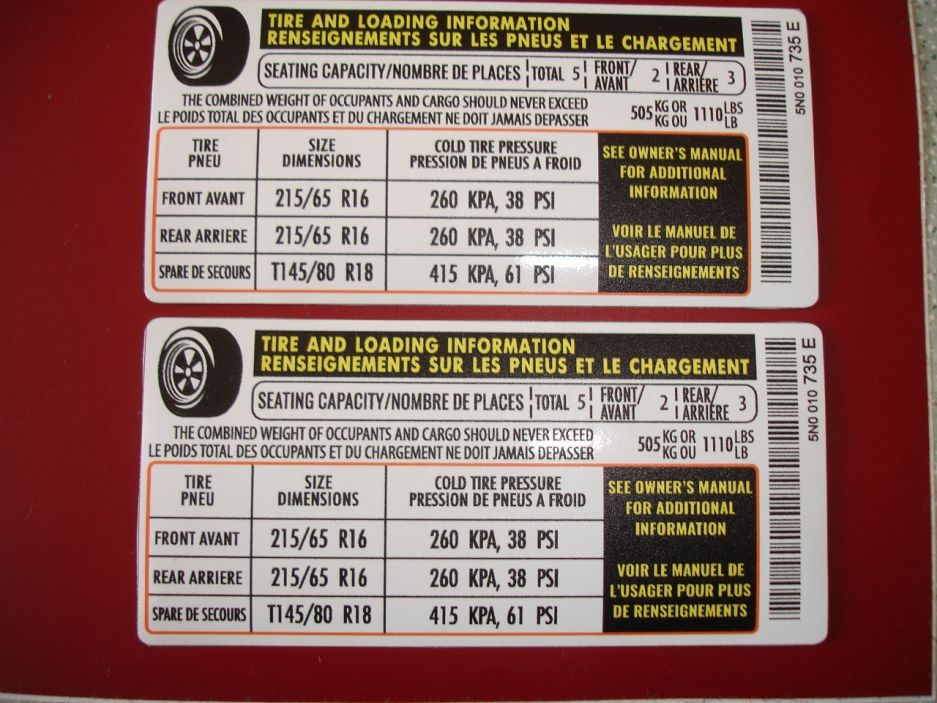 TIRE AND LOADING INFORMATION
RENSEIGNEMENTS SUR LES PNEUS ET LE CHARGEMENT
SEATING CAPACITY/NOMBRE DE PLACES TOTAL 5 FRONT/ AVANT 2 REAR/ ARRIÈRE 3
THE COMBINED WEIGHT OF OCCUPANTS AND CARGO SHOULD NEVER EXCEED
LE POIDS TOTAL DES OCCUPANTS ET DU CHARGEMENT NE DOIT JAMAIS DEPASSER
505 KG OR KG OU 1110 LBS LB
TIRE PNEU SIZE DIMENSIONS COLD TIRE PRESSURE PRESSION DE PNEUS A FROID
FRONT AVANT 215/65 R16 260 KPA, 38 PSI
REAR ARRIERE 215/65 R16 260 KPA, 38 PSI
SPARE DE SECOURS T145/80 R18 415 KPA, 61 PSI
SEE OWNER'S MANUAL
FOR ADDITIONAL
INFORMATION
VOIR LE MANUEL DE
L'USAGER POUR PLUS
DE RENSEIGNEMENTS
5N0 010 735 E
TIRE AND LOADING INFORMATION
RENSEIGNEMENTS SUR LES PNEUS ET LE CHARGEMENT
SEATING CAPACITY/NOMBRE DE PLACES TOTAL 5 FRONT/ AVANT 2 REAR/ ARRIÈRE 3
THE COMBINED WEIGHT OF OCCUPANTS AND CARGO SHOULD NEVER EXCEED
LE POIDS TOTAL DES OCCUPANTS ET DU CHARGEMENT NE DOIT JAMAIS DEPASSER
505 KG OR KG OU 1110 LBS LB
TIRE PNEU SIZE DIMENSIONS COLD TIRE PRESSURE PRESSION DE PNEUS A FROID
FRONT AVANT 215/65 R16 260 KPA, 38 PSI
REAR ARRIERE 215/65 R16 260 KPA, 38 PSI
SPARE DE SECOURS T145/80 R18 415 KPA, 61 PSI
SEE OWNER'S MANUAL
FOR ADDITIONAL
INFORMATION
VOIR LE MANUEL DE
L'USAGER POUR PLUS
DE RENSEIGNEMENTS
5N0 010 735 E